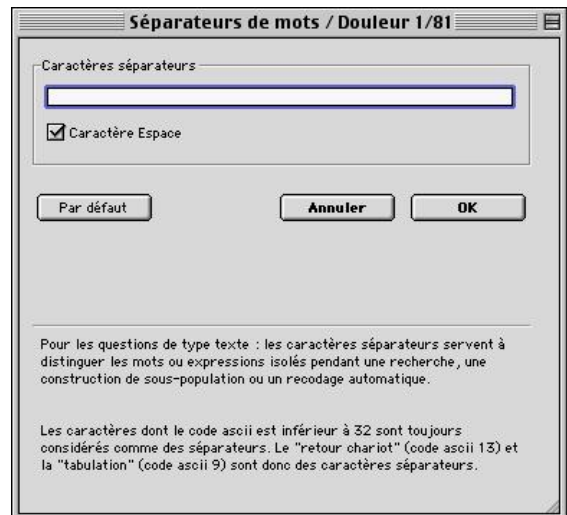 Séparateurs de mots / Douleur 1/81
Caractères séparateurs
Caractère Espace
Par défaut
Annuler
OK
Pour les questions de type texte : les caractères séparateurs servent à
distinguer les mots ou expressions isolés pendant une recherche, une
construction de sous-population ou un recodage automatique.
Les caractères dont le code ascii est inférieur à 32 sont toujours
considérés comme des séparateurs. Le "retour chariot" (code ascii 13) et
la "tabulation" (code ascii 9) sont donc des caractères séparateurs.